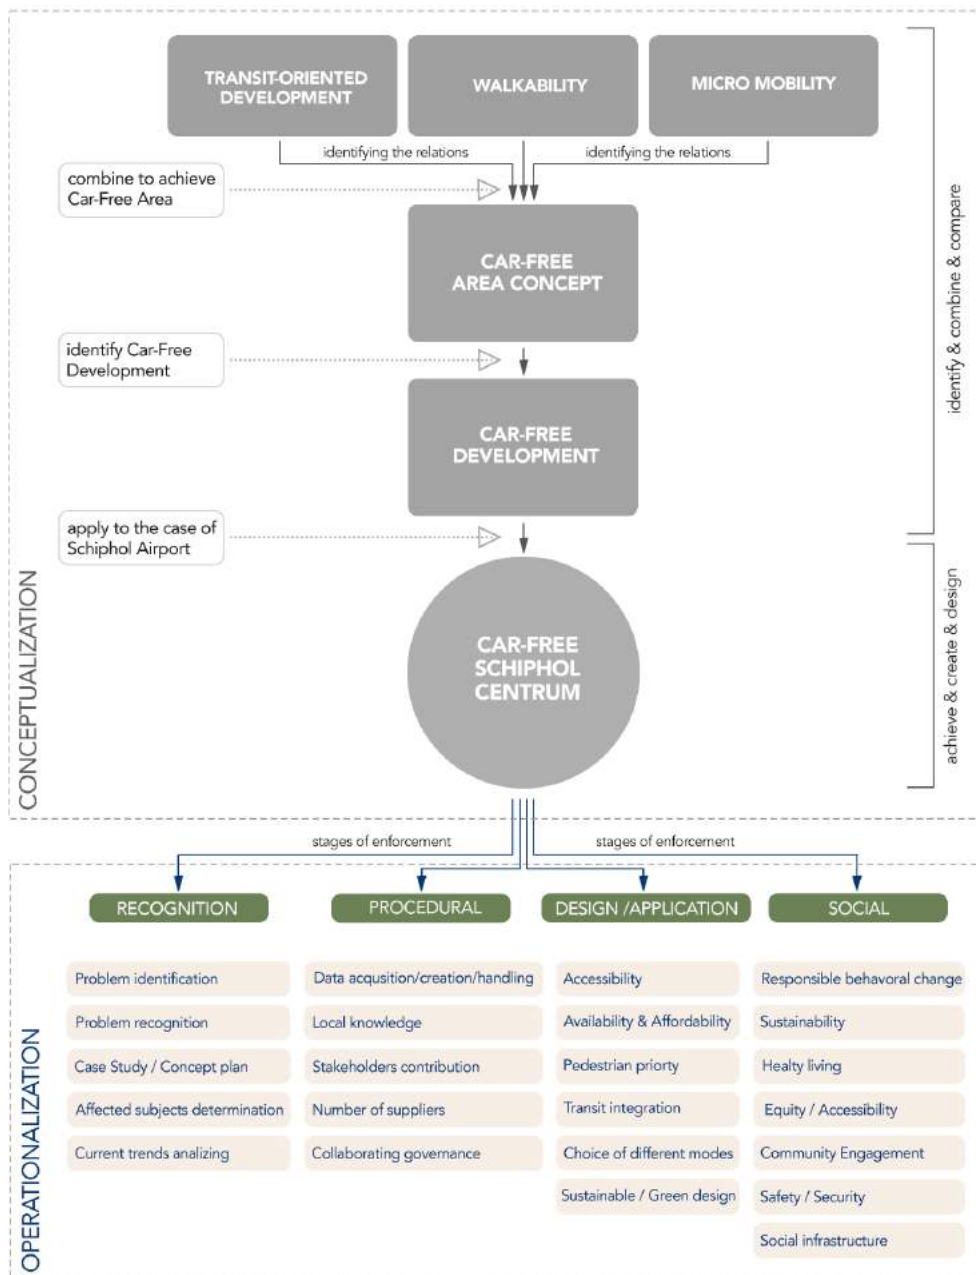 TRANSIT-ORIENTED
DEVELOPMENT
WALKABILITY
MICRO MOBILITY
identifying the relations
identifying the relations
combine to achieve
Car-Free Area
CAR-FREE
AREA CONCEPT
identify Car-Free
Development
CAR-FREE
DEVELOPMENT
apply to the case of
Schiphol Airport
CAR-FREE
SCHIPHOL
CENTRUM
identify & combine & compare
achieve & create & design
CONCEPTUALIZATION
stages of enforcement
stages of enforcement
OPERATIONALIZATION
RECOGNITION
Problem identification
Problem recognition
Case Study / Concept plan
Affected subjects determination
Current trends analizing
PROCEDURAL
Data acqusition/creation/handling
Local knowledge
Stakeholders contribution
Number of suppliers
Collaborating governance
DESIGN /APPLICATION
Accessibility
Availability & Affordability
Pedestrian priorty
Transit integration
Choice of different modes
Sustainable / Green design
SOCIAL
Responsible behavoral change
Sustainability
Healty living
Equity / Accessibility
Community Engagement
Safety / Security
Social infrastructure